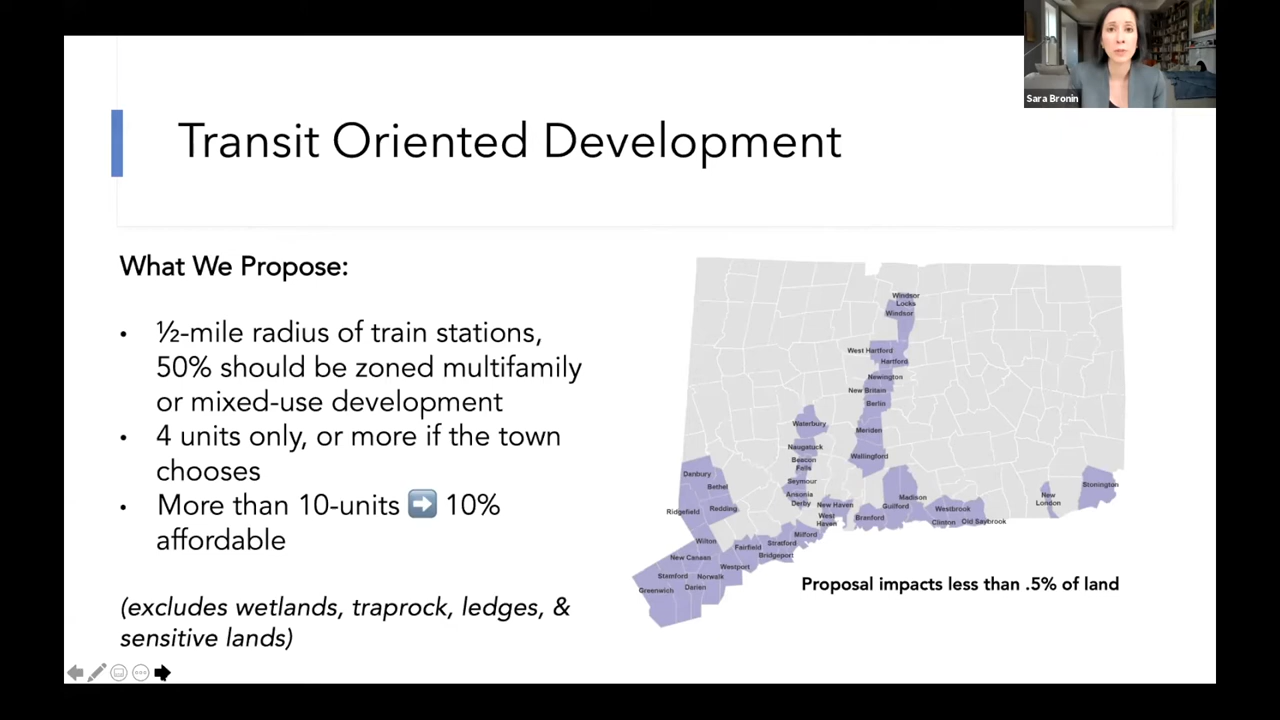 Sara Bronin
Transit Oriented Development
What We Propose:
• ½-mile radius of train stations,
50% should be zoned multifamily
or mixed-use development
• 4 units only, or more if the town
chooses
• More than 10-units ➡️ 10%
affordable
(excludes wetlands, traprock, ledges, &
sensitive lands)
Windsor
Locks
Windsor
West Hartford
Hartford
Newington
New Britain
Berlin
Waterbury
Meriden
Naugatuck
Wallingford
Beacon
Falls
Danbury
Seymour
Bethel
Ansonia
Derby
New Haven
Madison
New
London
Stonington
Ridgefield
Redding
West
Haven
Branford
Guilford
Westbrook
Clinton
Old Saybrook
Milford
Wilton
Stratford
Fairfield
Bridgeport
New Canaan
Westport
Stamford
Norwalk
Greenwich
Darien
Proposal impacts less than .5% of land